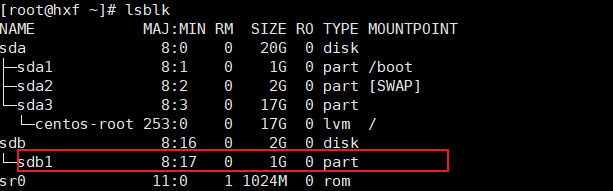 [root@hxf ~]# lsblk
NAME            MAJ:MIN RM  SIZE RO TYPE MOUNTPOINT
sda               8:0    0   20G  0 disk
├─sda1            8:1    0    1G  0 part /boot
├─sda2            8:2    0    2G  0 part [SWAP]
└─sda3            8:3    0   17G  0 part
  └─centos-root 253:0    0   17G  0 lvm  /
sdb               8:16   0    2G  0 disk
└─sdb1            8:17   0    1G  0 part
sr0              11:0    1 1024M  0 rom